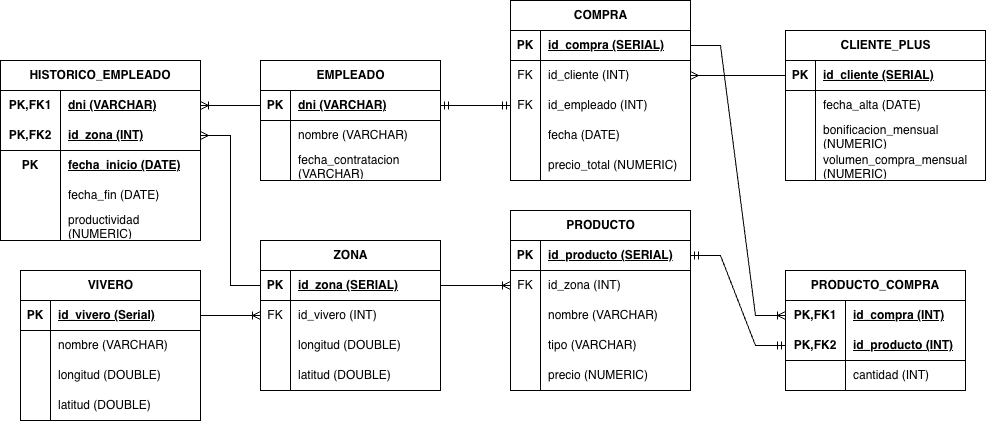 COMPRA
PK id_compra (SERIAL)
FK id_cliente (INT)
FK id_empleado (INT)
fecha (DATE)
precio_total (NUMERIC)
CLIENTE_PLUS
PK id_cliente (SERIAL)
fecha_alta (DATE)
bonificacion_mensual
(NUMERIC)
volumen_compra_mensual
(NUMERIC)
HISTORICO_EMPLEADO
PK,FK1 dni (VARCHAR)
PK,FK2 id_zona (INT)
PK fecha_inicio (DATE)
fecha_fin (DATE)
productividad
(NUMERIC)
EMPLEADO
PK dni (VARCHAR)
nombre (VARCHAR)
fecha_contratacion
(VARCHAR)
PRODUCTO
PK id_producto (SERIAL)
FK id_zona (INT)
nombre (VARCHAR)
tipo (VARCHAR)
precio (NUMERIC)
ZONA
PK id_zona (SERIAL)
FK id_vivero (INT)
longitud (DOUBLE)
latitud (DOUBLE)
VIVERO
PK id_vivero (Serial)
nombre (VARCHAR)
longitud (DOUBLE)
latitud (DOUBLE)
PRODUCTO_COMPRA
PK,FK1 id_compra (INT)
PK,FK2 id_producto (INT)
cantidad (INT)